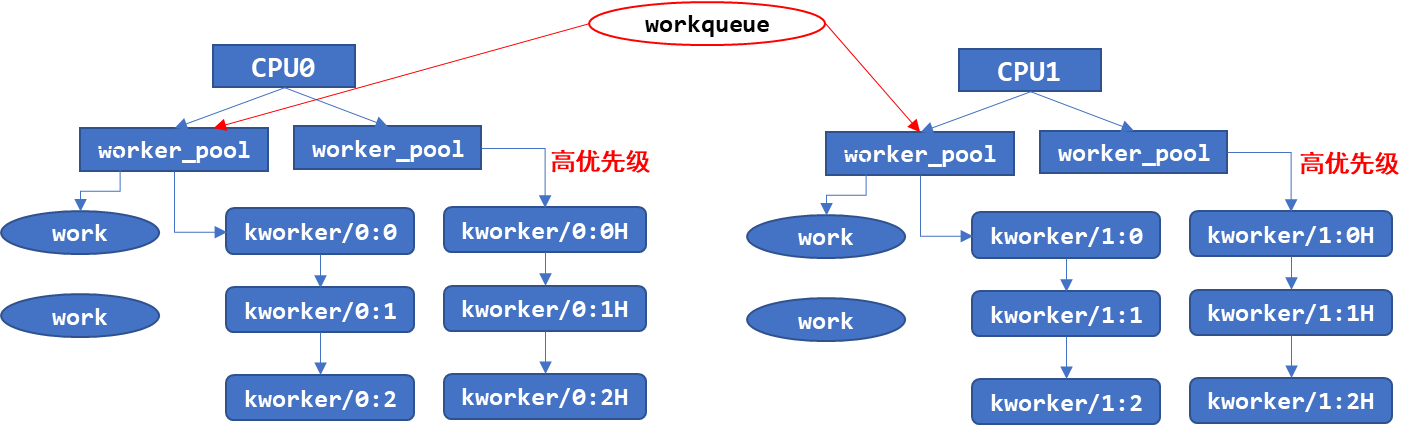 workqueue
CPU0
CPU1
worker_pool
worker_pool
高优先级
worker_pool
worker_pool
高优先级
work
kworker/0:0
kworker/0:0H
work
kworker/1:0
kworker/1:0H
work
kworker/0:1
kworker/0:1H
work
kworker/1:1
kworker/1:1H
kworker/0:2
kworker/0:2H
kworker/1:2
kworker/1:2H